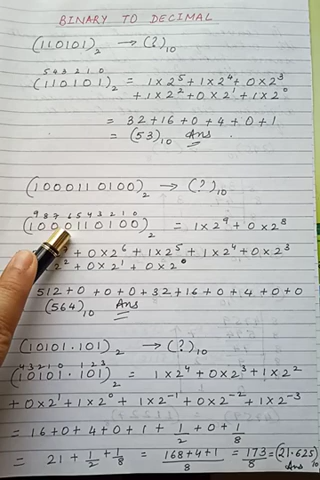 BINARY TO DECIMAL
(110101)₂ → (?)₁₀
5 4 3 2 1 0
(110101)₂ = 1×2⁵+1×2⁴+0×2³
+1×2²+0×2¹+1×2⁰
= 32+16+0+4+0+1
= (53)₁₀ Ans.
(1000110100)₂ → (?)₁₀
9 8 7 6 5 4 3 2 1 0
(1000110100)₂ = 1×2⁹+0×2⁸
+0×2⁶+1×2⁵+1×2⁴+0×2³
2²+0×2¹+0×2⁰
512+0+0+0+32+16+0+4+0+0
(564)₁₀ Ans
(10101.101)₂ → (?)₁₀
4 3 2 1 0 1 2 3
(10101.101)₂ = 1×2⁴+0×2³+1×2²
+0×2¹+1×2⁰+1×2⁻¹+0×2⁻²+1×2⁻³
= 16+0+4+0+1+1/2+0+1/8
= 21+1/2+1/8 = 168+4+1/8 = 173/8 = (21.625)₁₀
Ans